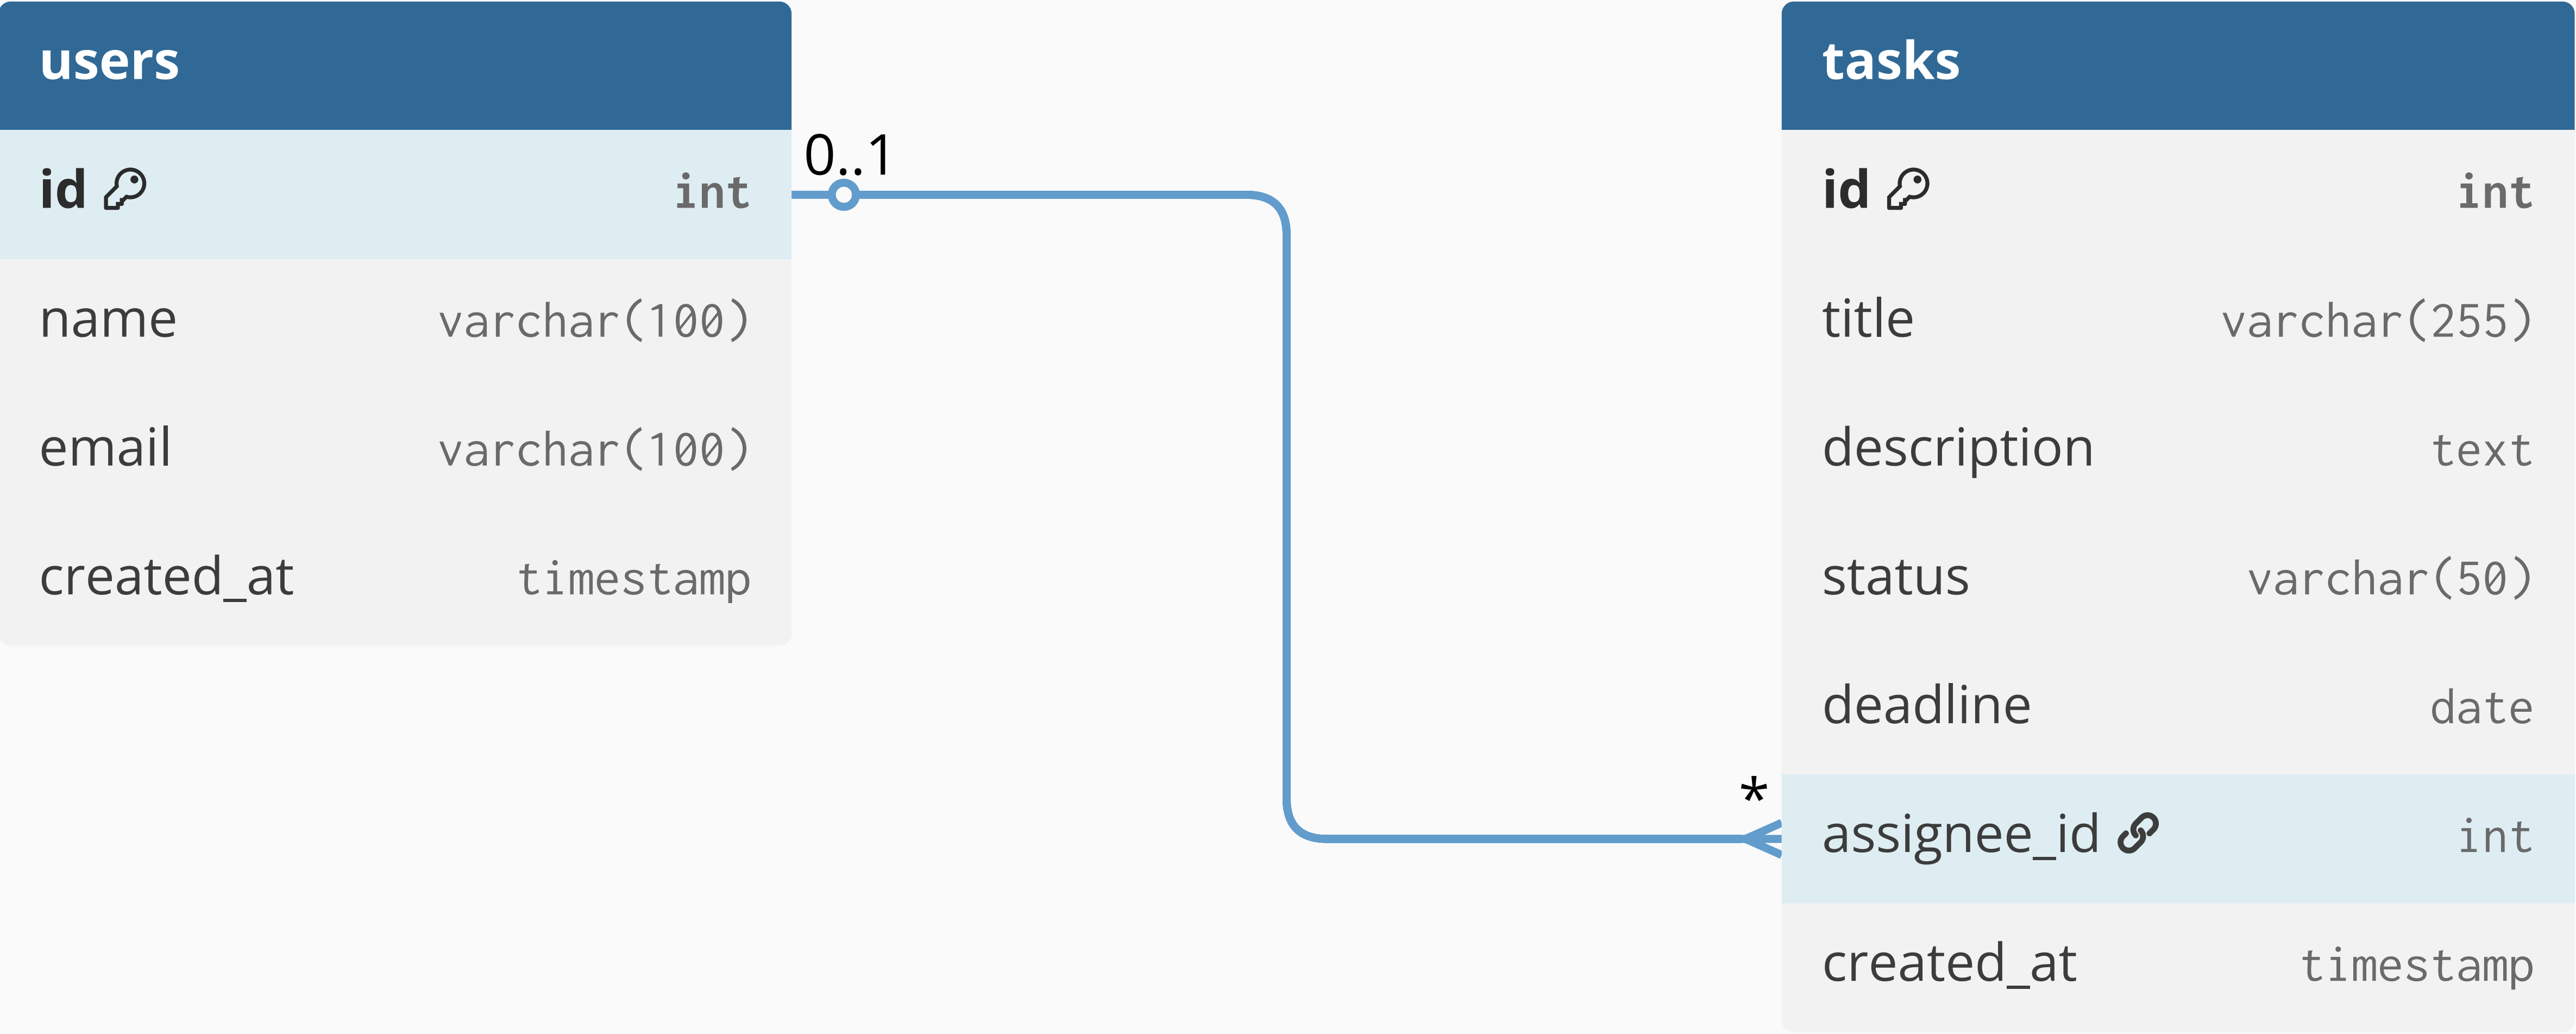 users
id int
name varchar(100)
email varchar(100)
created_at timestamp
0..1
*
tasks
id int
title varchar(255)
description text
status varchar(50)
deadline date
assignee_id int
created_at timestamp